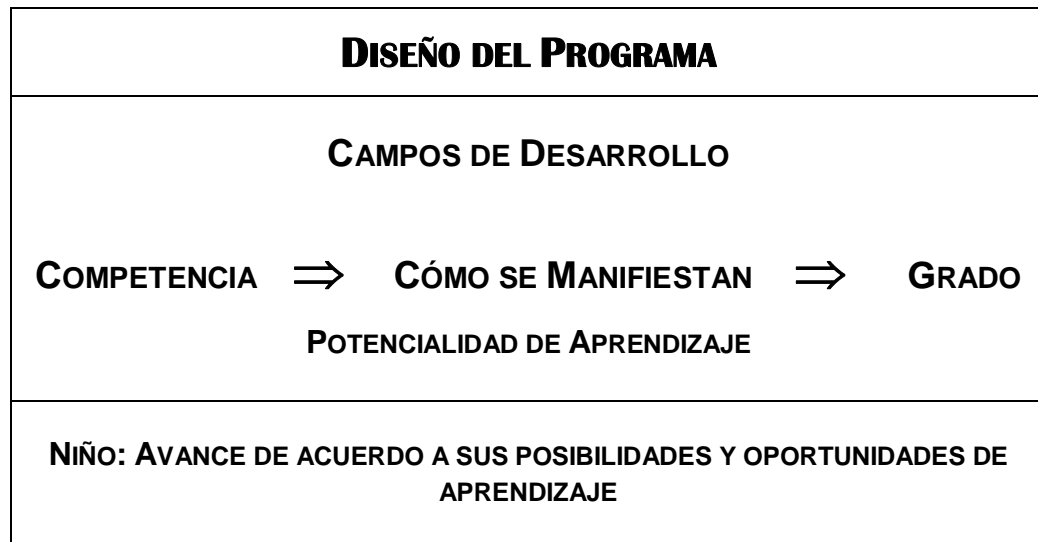 DISEÑO DEL PROGRAMA
CAMPOS DE DESARROLLO
COMPETENCIA ⇒ CÓMO SE MANIFIESTAN ⇒ GRADO
POTENCIALIDAD DE APRENDIZAJE
NIÑO: AVANCE DE ACUERDO A SUS POSIBILIDADES Y OPORTUNIDADES DE
APRENDIZAJE